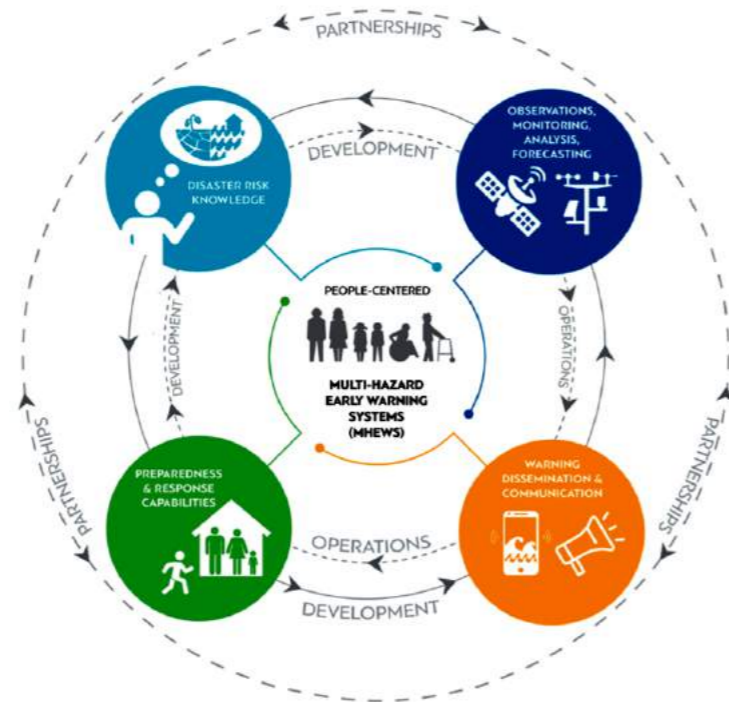 PARTNERSHIPS
DISASTER RISK
KNOWLEDGE
DEVELOPMENT
OBSERVATIONS,
MONITORING,
ANALYSIS,
FORECASTING
PEOPLE-CENTERED
MULTI-HAZARD
EARLY WARNING
SYSTEMS
(MHEWS)
DEVELOPMENT
OPERATIONS
PARTNERSHIPS
PARTNERSHIPS
PREPAREDNESS
& RESPONSE
CAPABILITIES
OPERATIONS
DEVELOPMENT
WARNING
DISSEMINATION &
COMMUNICATION